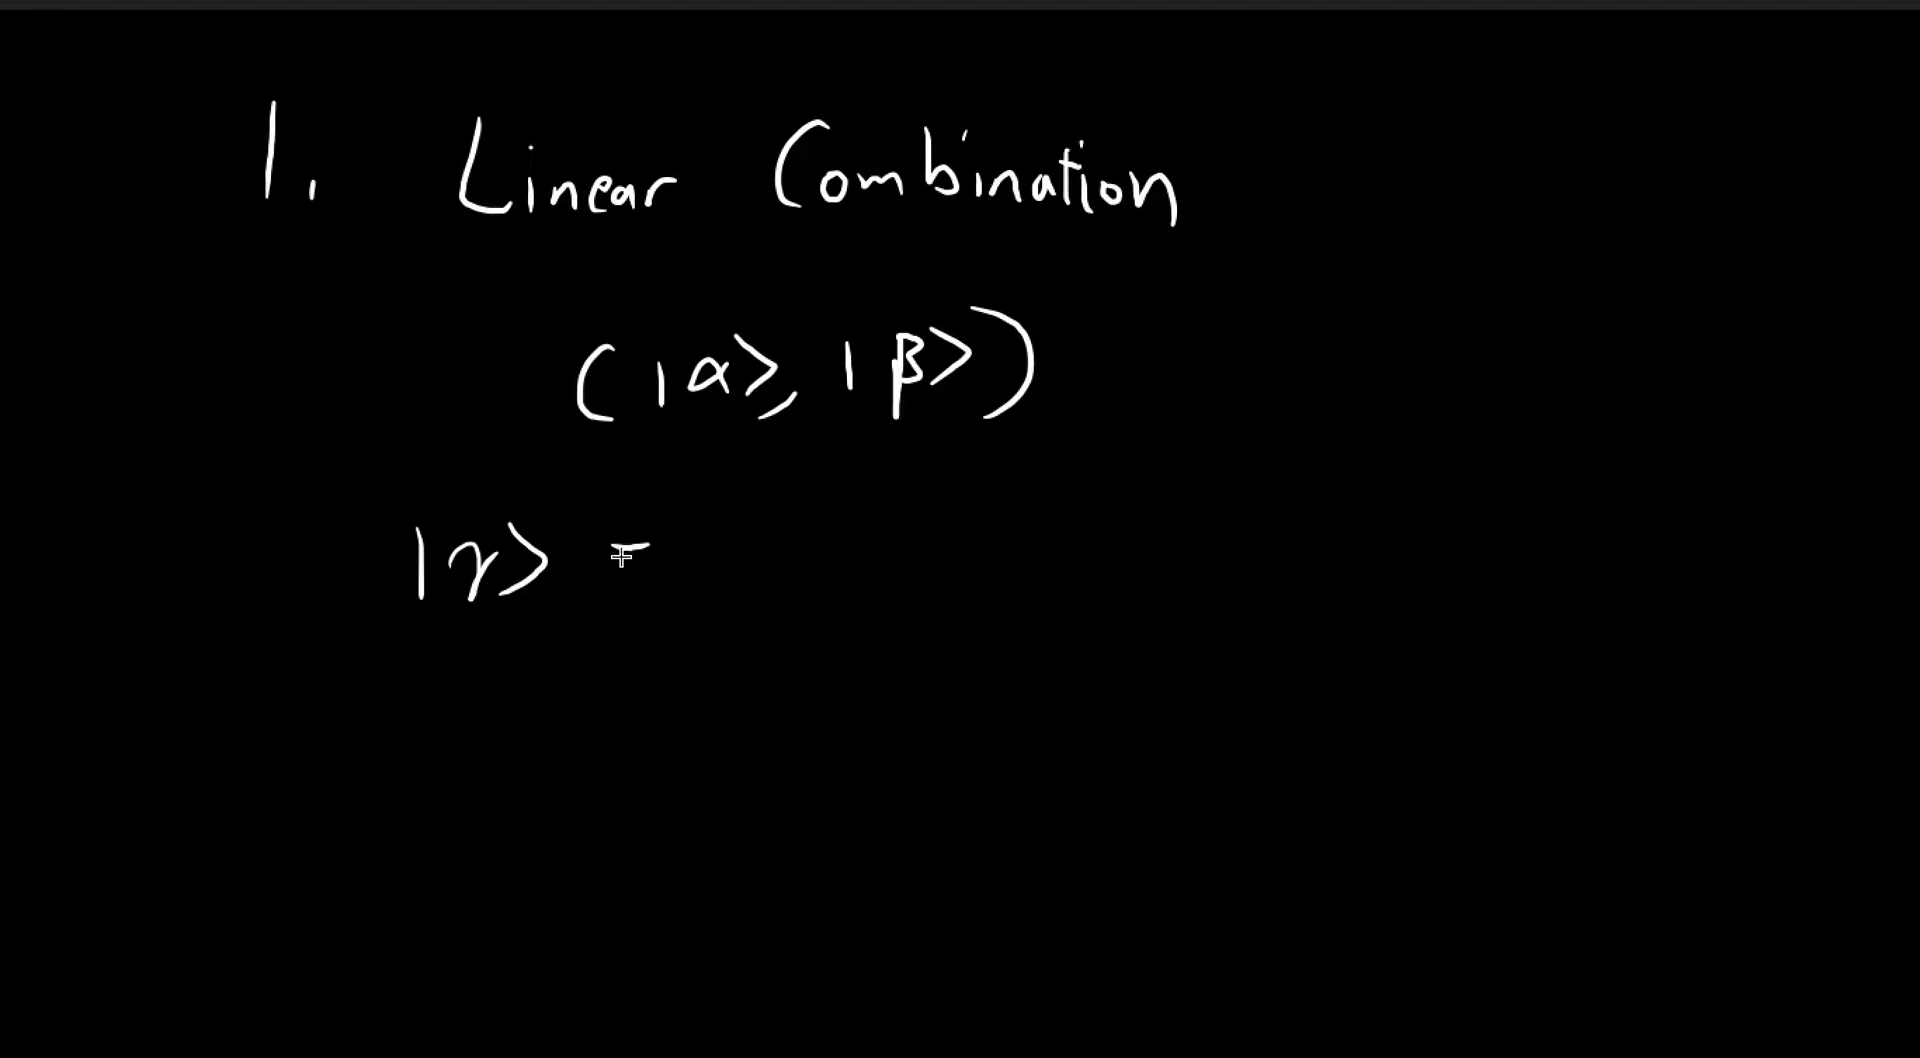 1. Linear Combination
(|α>, |β>)
|γ> =